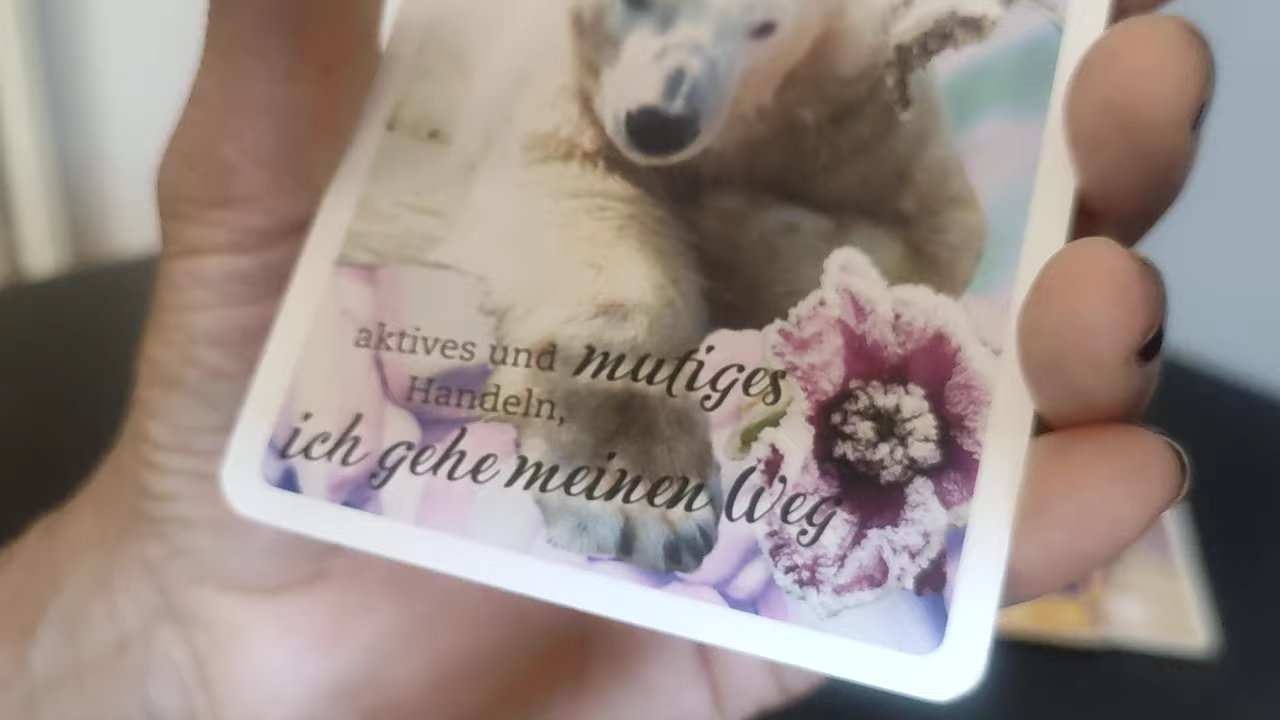 aktives und mutiges
Handeln,
ich gehe meinen Weg